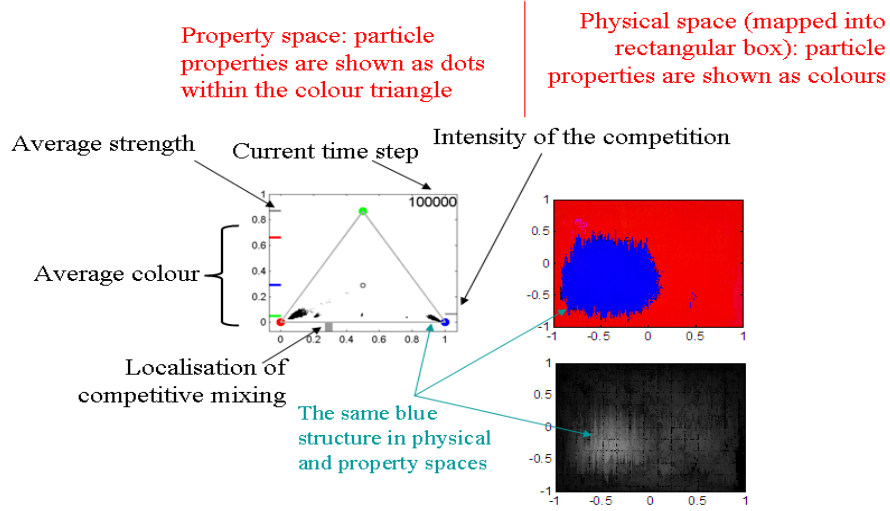 Property space: particle
properties are shown as dots
within the colour triangle
Physical space (mapped into
rectangular box): particle
properties are shown as colours
Average strength
Current time step
Intensity of the competition
Average colour
1
0.8
0.6
0.4
0.2
0
100000
0
0.2
0.4
0.6
0.8
1
1
0.5
0
-0.5
-1
-1
-0.5
0
0.5
1
Localisation of
competitive mixing
The same blue
structure in physical
and property spaces
1
0.5
0
-0.5
-1
-1
-0.5
0
0.5
1